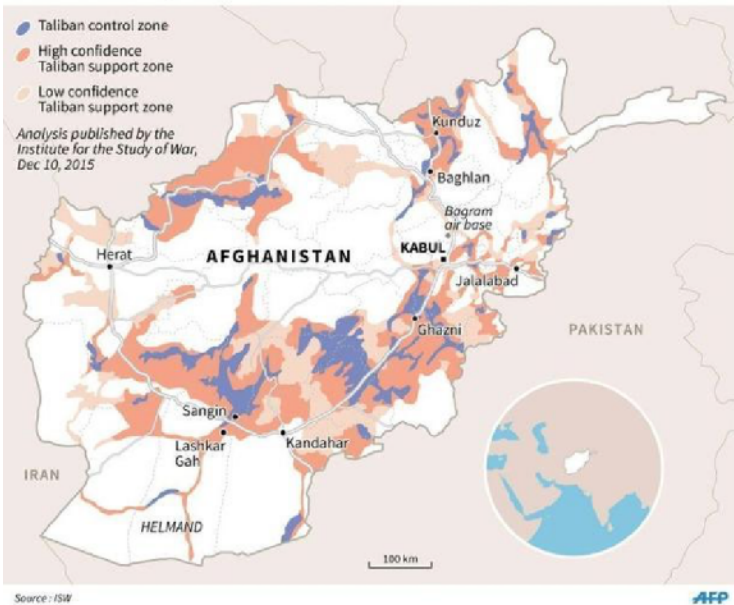 Taliban control zone
High confidence
Taliban support zone
Low confidence
Taliban support zone
Analysis published by the
Institute for the Study of War,
Dec 10, 2015
Kunduz
Baghlan
Bagram
air base
Herat
AFGHANISTAN
KABUL
Jalalabad
Ghazni
PAKISTAN
Sangin
Lashkar
Gah
Kandahar
IRAN
HELMAND
100 km
Source: ISW
AFP